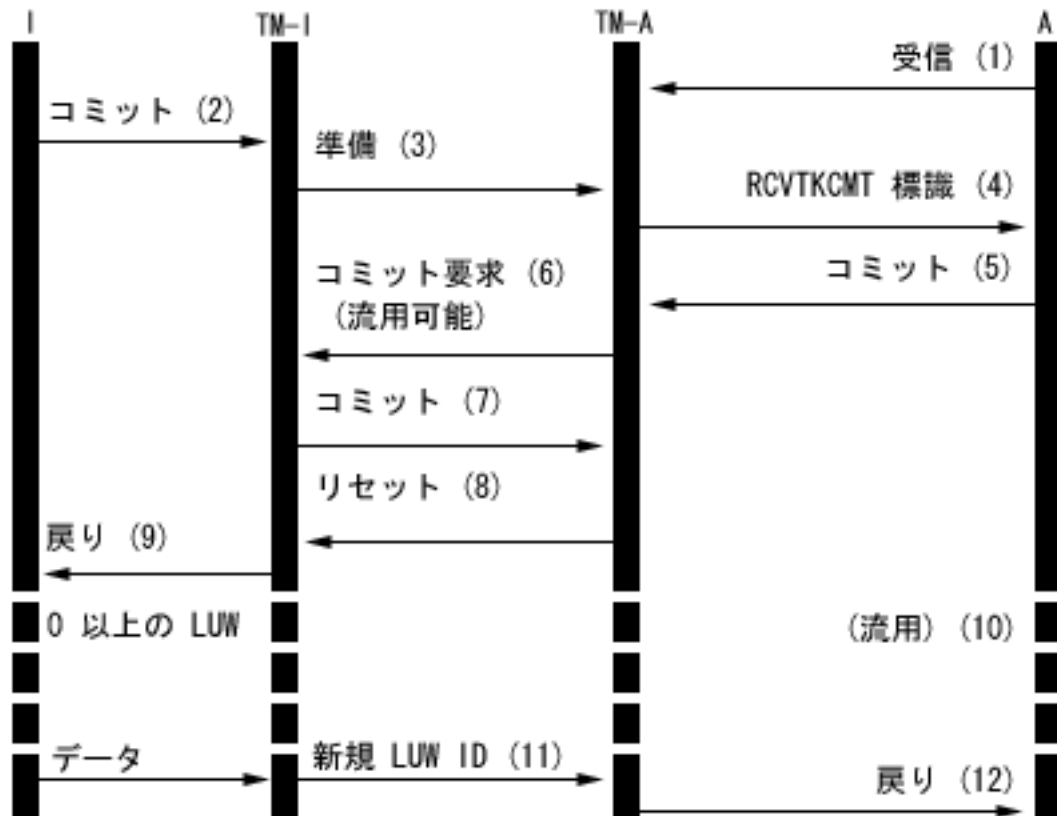 I
TM-I
TM-A
A
受信 (1)
コミット (2)
準備 (3)
RCVTKCMT 標識 (4)
コミット要求 (6)
(流用可能)
コミット (5)
コミット (7)
リセット (8)
戻り (9)
0 以上の LUW
(流用) (10)
データ
新規 LUW ID (11)
戻り (12)